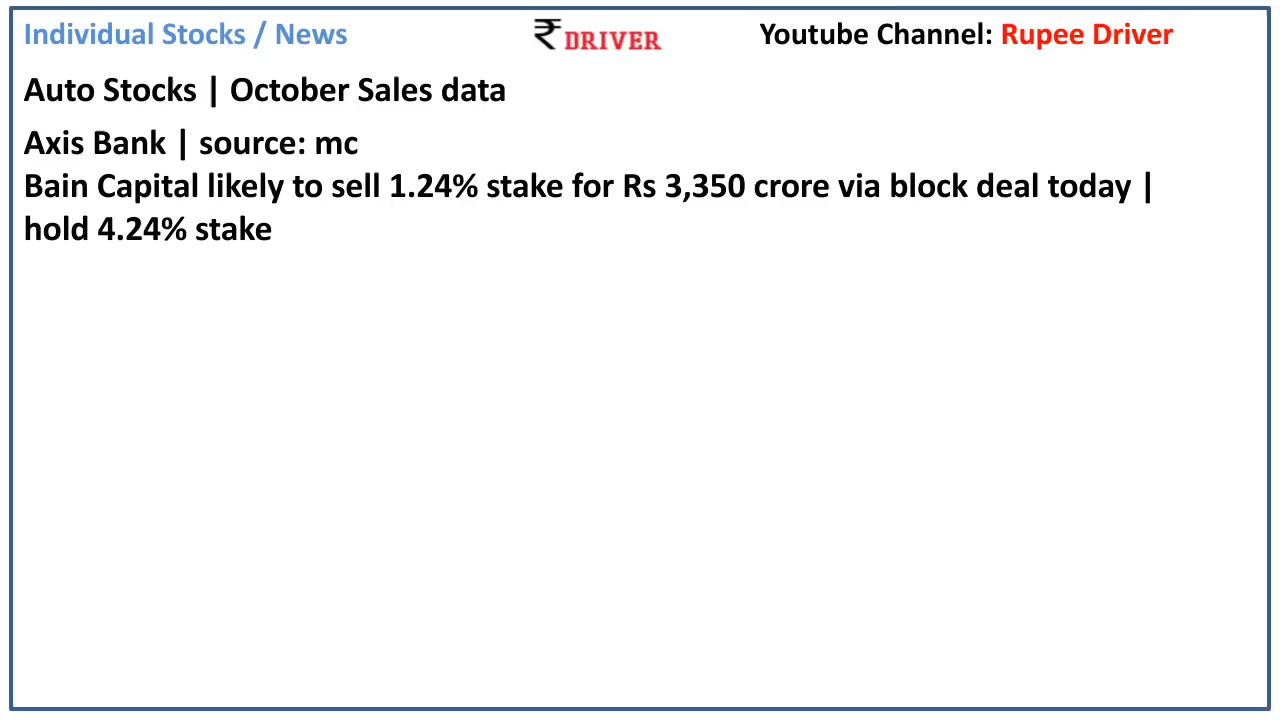 Individual Stocks / News
₹ DRIVER
Youtube Channel: Rupee Driver
Auto Stocks | October Sales data
Axis Bank | source: mc
Bain Capital likely to sell 1.24% stake for Rs 3,350 crore via block deal today |
hold 4.24% stake